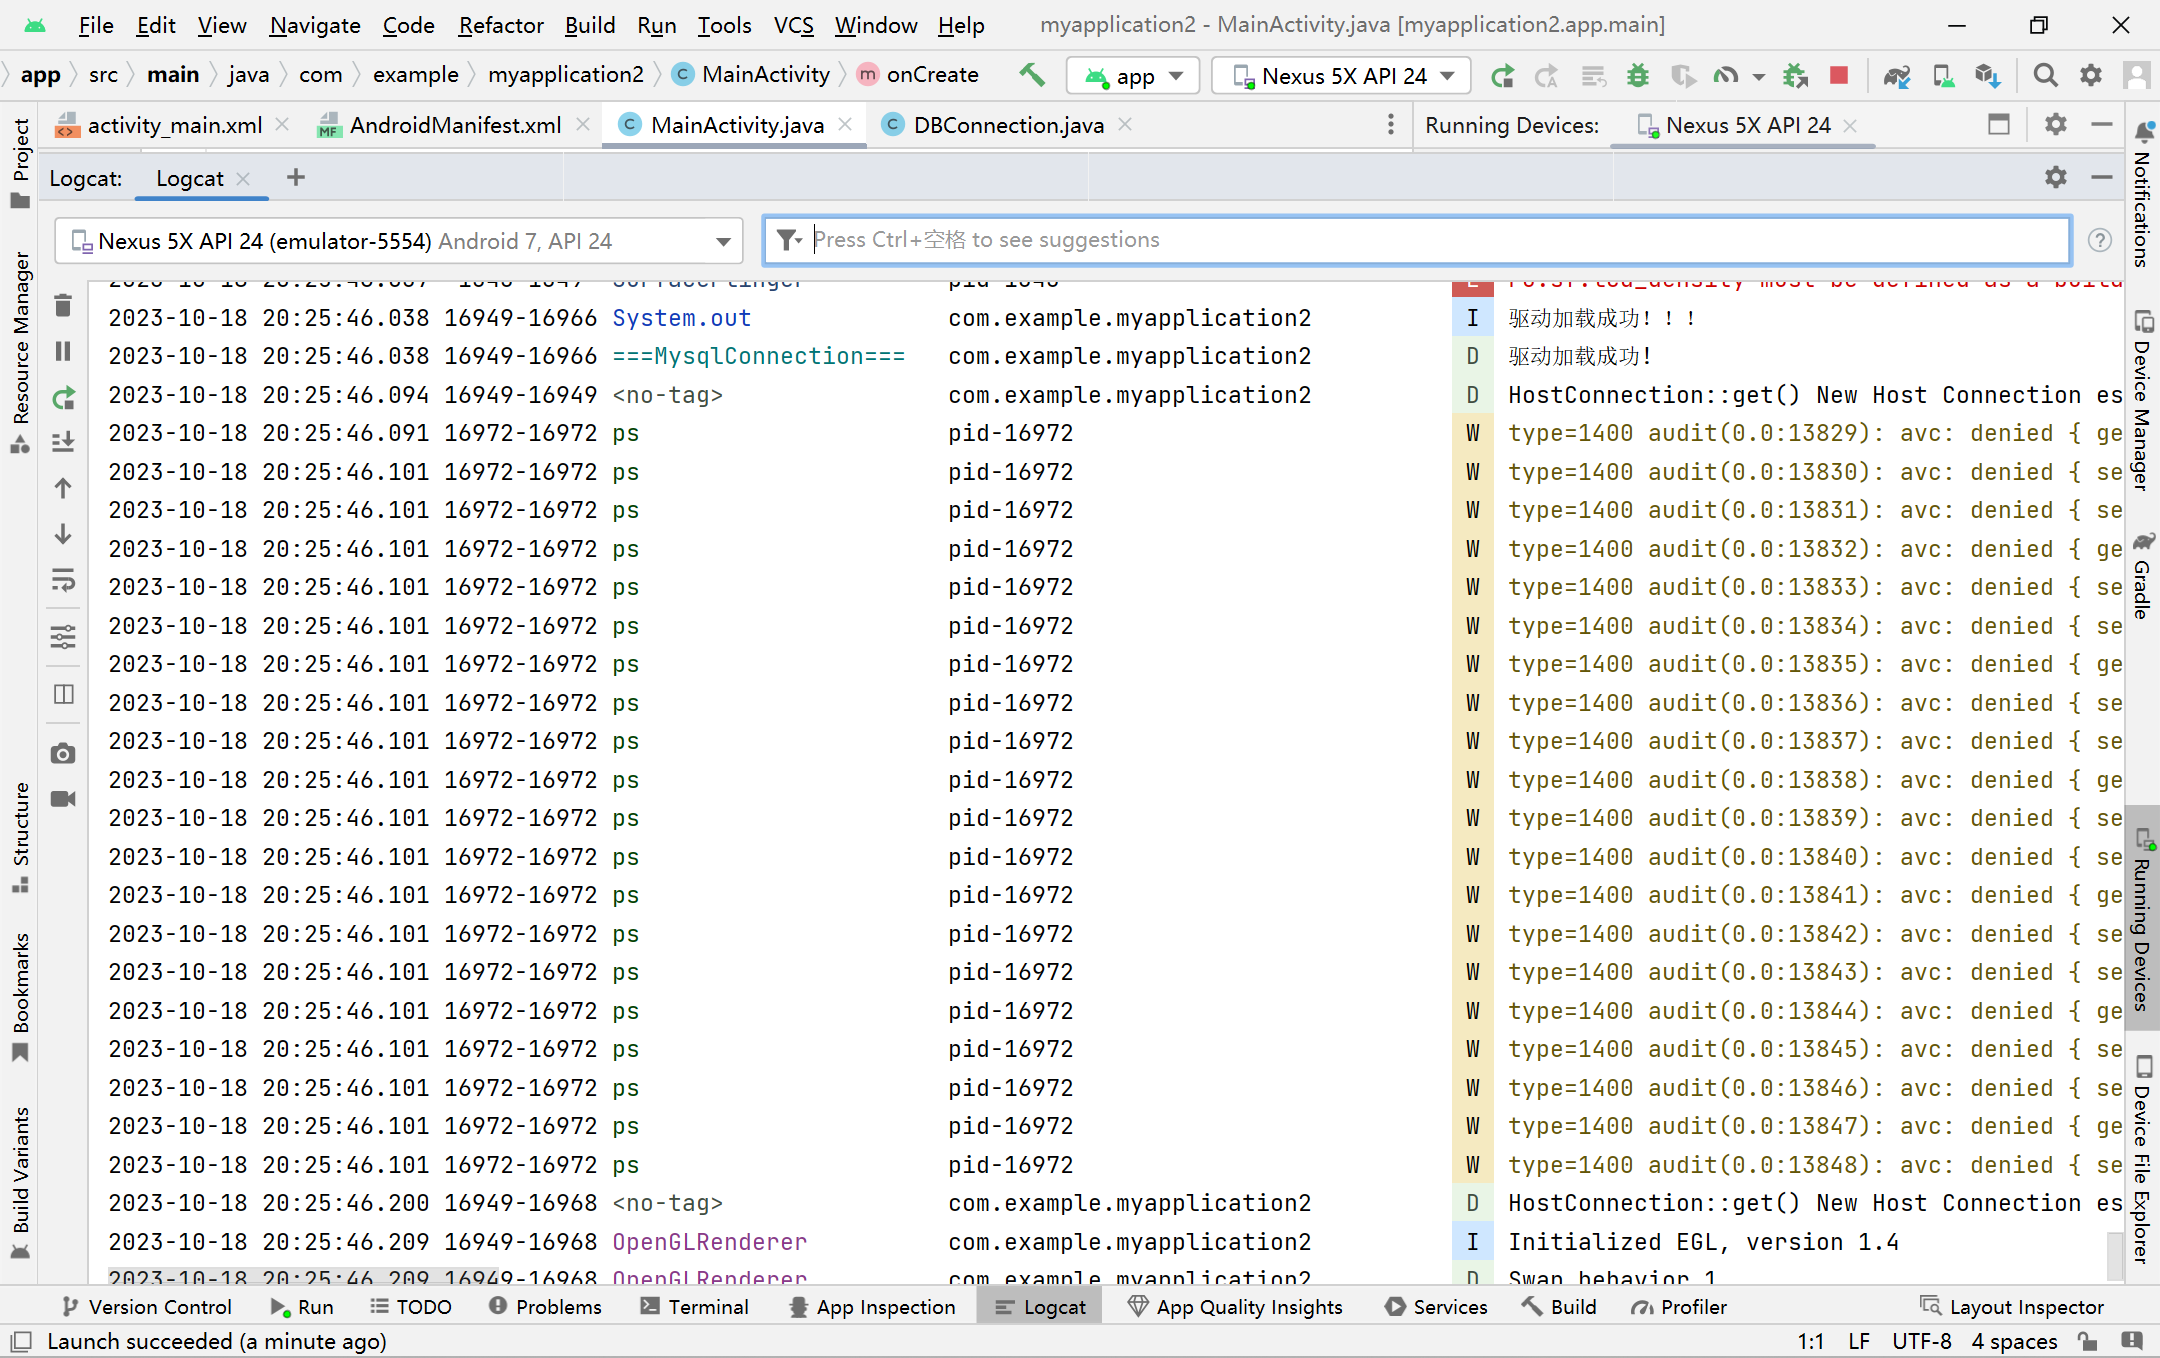 File Edit View Navigate Code Refactor Build Run Tools VCS Window Help myapplication2 - MainActivity.java [myapplication2.app.main]
app src main java com example myapplication2 MainActivity onCreate app Nexus 5X API 24
activity_main.xml AndroidManifest.xml MainActivity.java DBConnection.java Running Devices: Nexus 5X API 24
Logcat: Logcat
Nexus 5X API 24 (emulator-5554) Android 7, API 24 Press Ctrl+空格 to see suggestions
2023-10-18 20:25:46.038 16949-16966 System.out com.example.myapplication2 I 驱动加载成功！！！
2023-10-18 20:25:46.038 16949-16966 ===MysqlConnection=== com.example.myapplication2 D 驱动加载成功！
2023-10-18 20:25:46.094 16949-16949 <no-tag> com.example.myapplication2 D HostConnection::get() New Host Connection es
2023-10-18 20:25:46.091 16972-16972 ps pid-16972 W type=1400 audit(0.0:13829): avc: denied { ge
2023-10-18 20:25:46.101 16972-16972 ps pid-16972 W type=1400 audit(0.0:13830): avc: denied { se
2023-10-18 20:25:46.101 16972-16972 ps pid-16972 W type=1400 audit(0.0:13831): avc: denied { se
2023-10-18 20:25:46.101 16972-16972 ps pid-16972 W type=1400 audit(0.0:13832): avc: denied { ge
2023-10-18 20:25:46.101 16972-16972 ps pid-16972 W type=1400 audit(0.0:13833): avc: denied { se
2023-10-18 20:25:46.101 16972-16972 ps pid-16972 W type=1400 audit(0.0:13834): avc: denied { se
2023-10-18 20:25:46.101 16972-16972 ps pid-16972 W type=1400 audit(0.0:13835): avc: denied { ge
2023-10-18 20:25:46.101 16972-16972 ps pid-16972 W type=1400 audit(0.0:13836): avc: denied { se
2023-10-18 20:25:46.101 16972-16972 ps pid-16972 W type=1400 audit(0.0:13837): avc: denied { se
2023-10-18 20:25:46.101 16972-16972 ps pid-16972 W type=1400 audit(0.0:13838): avc: denied { ge
2023-10-18 20:25:46.101 16972-16972 ps pid-16972 W type=1400 audit(0.0:13839): avc: denied { se
2023-10-18 20:25:46.101 16972-16972 ps pid-16972 W type=1400 audit(0.0:13840): avc: denied { se
2023-10-18 20:25:46.101 16972-16972 ps pid-16972 W type=1400 audit(0.0:13841): avc: denied { ge
2023-10-18 20:25:46.101 16972-16972 ps pid-16972 W type=1400 audit(0.0:13842): avc: denied { se
2023-10-18 20:25:46.101 16972-16972 ps pid-16972 W type=1400 audit(0.0:13843): avc: denied { se
2023-10-18 20:25:46.101 16972-16972 ps pid-16972 W type=1400 audit(0.0:13844): avc: denied { ge
2023-10-18 20:25:46.101 16972-16972 ps pid-16972 W type=1400 audit(0.0:13845): avc: denied { se
2023-10-18 20:25:46.101 16972-16972 ps pid-16972 W type=1400 audit(0.0:13846): avc: denied { se
2023-10-18 20:25:46.101 16972-16972 ps pid-16972 W type=1400 audit(0.0:13847): avc: denied { ge
2023-10-18 20:25:46.101 16972-16972 ps pid-16972 W type=1400 audit(0.0:13848): avc: denied { se
2023-10-18 20:25:46.200 16949-16968 <no-tag> com.example.myapplication2 D HostConnection::get() New Host Connection es
2023-10-18 20:25:46.209 16949-16968 OpenGLRenderer com.example.myapplication2 I Initialized EGL, version 1.4
2023-10-18 20:25:46.209 16949-16968 OpenGLRenderer com.example.myapplication2 D Swap behavior 1
Project
Resource Manager
Structure
Bookmarks
Build Variants
Notifications
Device Manager
Gradle
Running Devices
Device File Explorer
Version Control Run TODO Problems Terminal App Inspection Logcat App Quality Insights Services Build Profiler Layout Inspector
Launch succeeded (a minute ago) 1:1 LF UTF-8 4 spaces